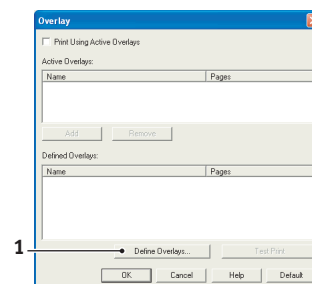 Overlay
Print Using Active Overlays
Active Overlays:
Name Pages
Add Remove
Defined Overlays:
Name Pages
1 Define Overlays... Test Print
OK Cancel Help Default